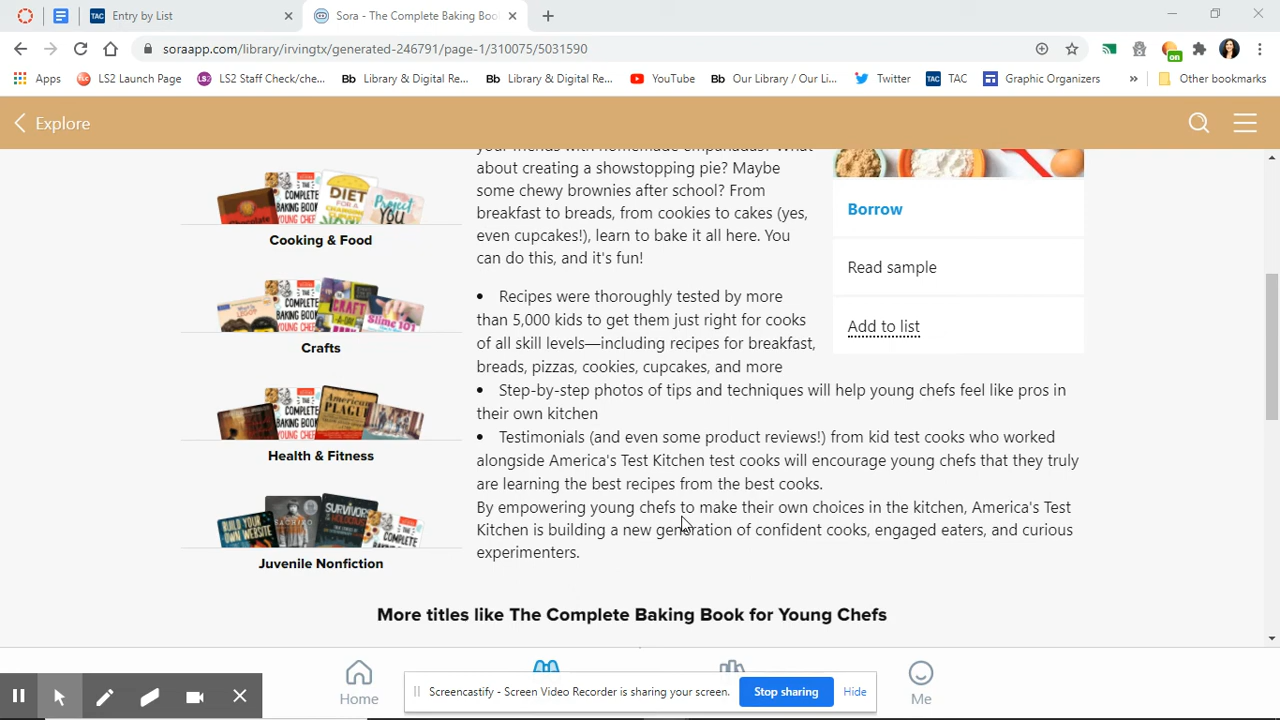 Entry by List
Sora - The Complete Baking Boo
soraapp.com/library/irvingtx/generated-246791/page-1/310075/5031590
Apps
LS2 Launch Page
LS2 Staff Check/che...
Bb Library & Digital Re...
Bb Library & Digital Re...
YouTube
Bb Our Library / Our Li...
Twitter
TAC TAC
Graphic Organizers
»
Other bookmarks
on
Explore
about creating a showstopping pie? Maybe
some chewy brownies after school? From
breakfast to breads, from cookies to cakes (yes,
even cupcakes!), learn to bake it all here. You
can do this, and it's fun!
• Recipes were thoroughly tested by more
than 5,000 kids to get them just right for cooks
of all skill levels—including recipes for breakfast,
breads, pizzas, cookies, cupcakes, and more
• Step-by-step photos of tips and techniques will help young chefs feel like pros in
their own kitchen
• Testimonials (and even some product reviews!) from kid test cooks who worked
alongside America's Test Kitchen test cooks will encourage young chefs that they truly
are learning the best recipes from the best cooks.
By empowering young chefs to make their own choices in the kitchen, America's Test
Kitchen is building a new generation of confident cooks, engaged eaters, and curious
experimenters.
Borrow
Read sample
Add to list
Cooking & Food
Crafts
Health & Fitness
Juvenile Nonfiction
More titles like The Complete Baking Book for Young Chefs
Home
Me
Screencastify - Screen Video Recorder is sharing your screen.
Stop sharing
Hide